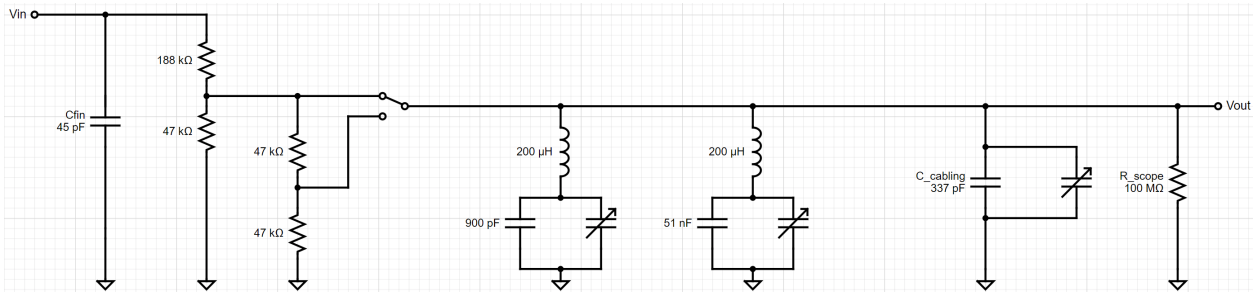 Vin
188 kΩ
Cfin
45 pF
47 kΩ
47 kΩ
47 kΩ
200 µH
900 pF
200 µH
51 nF
C_cabling
337 pF
R_scope
100 MΩ
Vout